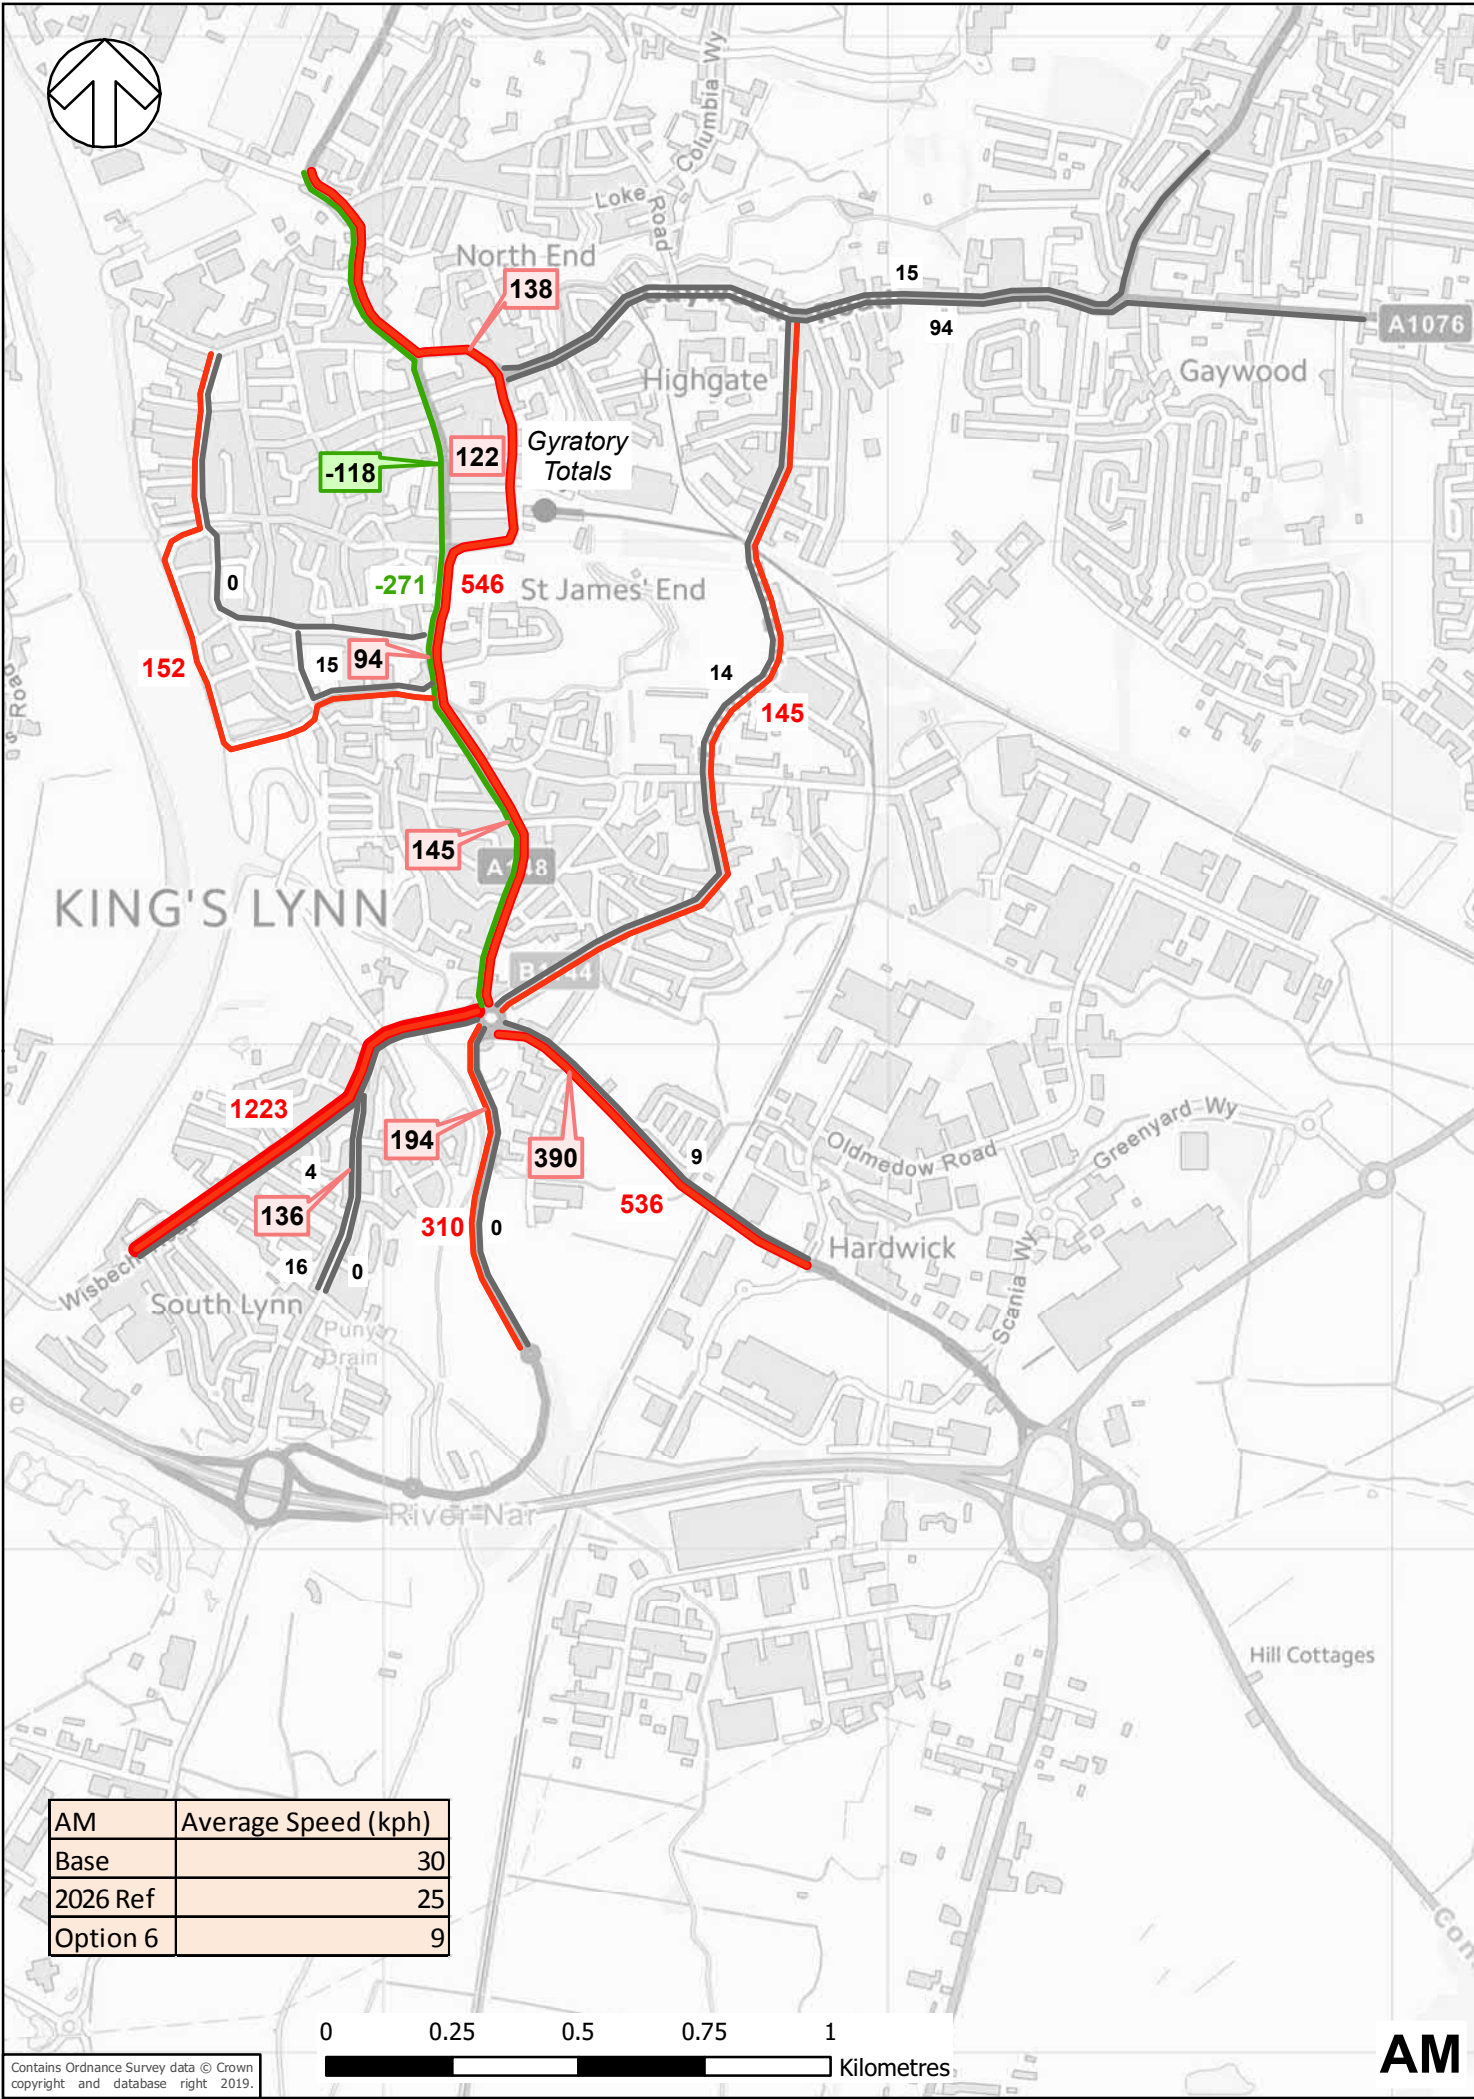 Columbia Wy
Loke Road
North End
138
15
94
A1076
Highgate
Gaywood
Gyratory
Totals
122
-118
0
-271
546
St James' End
15
94
152
14
145
s Road
145
KING'S LYNN
1223
194
390
9
Oldmedow Road
Greenyard Wy
4
136
310
0
536
Hardwick
16
0
Scania Wy
Wisbech
South Lynn
Puny
Drain
e
River Nar
Hill Cottages
AM Average Speed (kph)
Base 30
2026 Ref 25
Option 6 9
0 0.25 0.5 0.75 1
Kilometres
Contains Ordnance Survey data © Crown
copyright and database right 2019.
AM